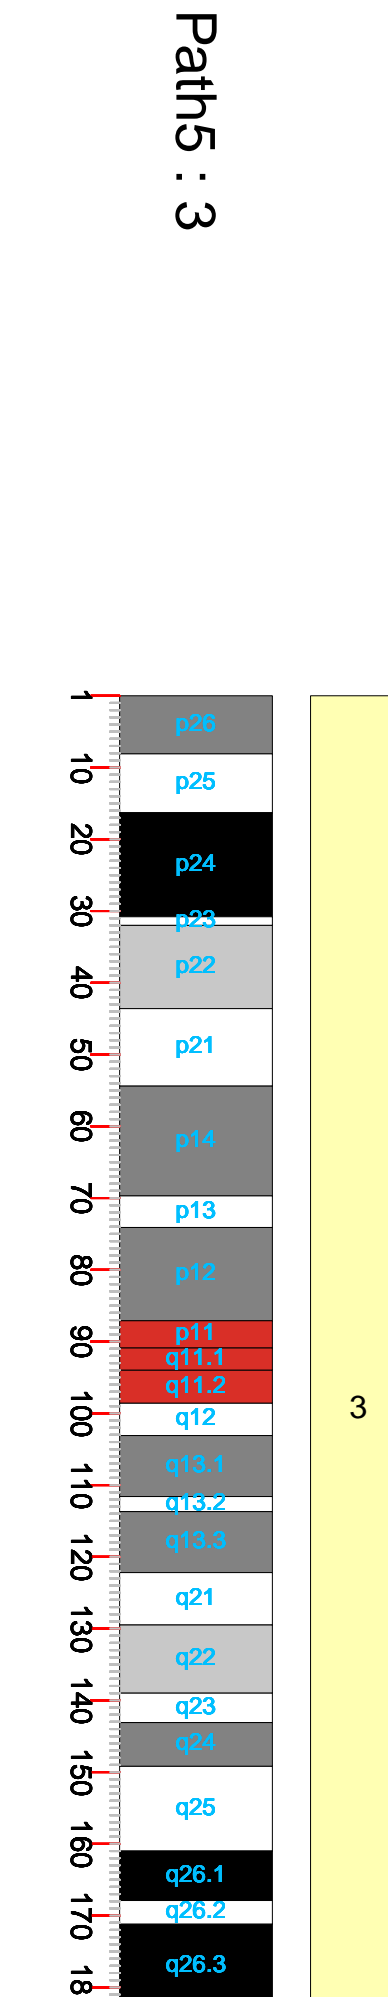 Path5 : 3
1
p26
10
p25
20
p24
30
p23
p22
40
p21
50
60
p14
70
p13
80
p12
90
p11
q11.1
q11.2
100
q12
q13.1
110
q13.2
q13.3
120
q21
130
q22
140
q23
q24
150
q25
160
q26.1
170
q26.2
q26.3
18
3